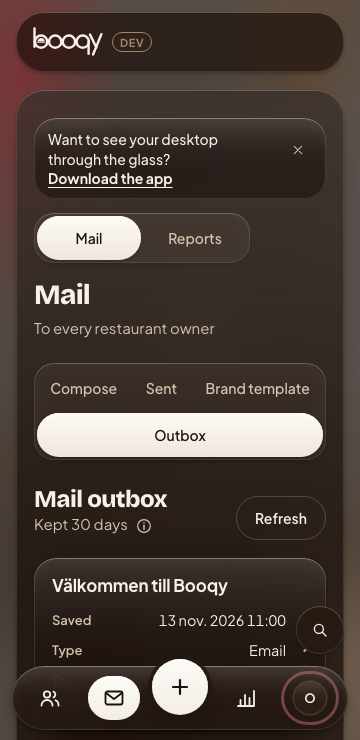 booqy DEV
Want to see your desktop
through the glass?
Download the app
Mail Reports
Mail
To every restaurant owner
Compose Sent Brand template
Outbox
Mail outbox
Kept 30 days
Refresh
Välkommen till Booqy
Saved 13 nov. 2026 11:00
Type Email